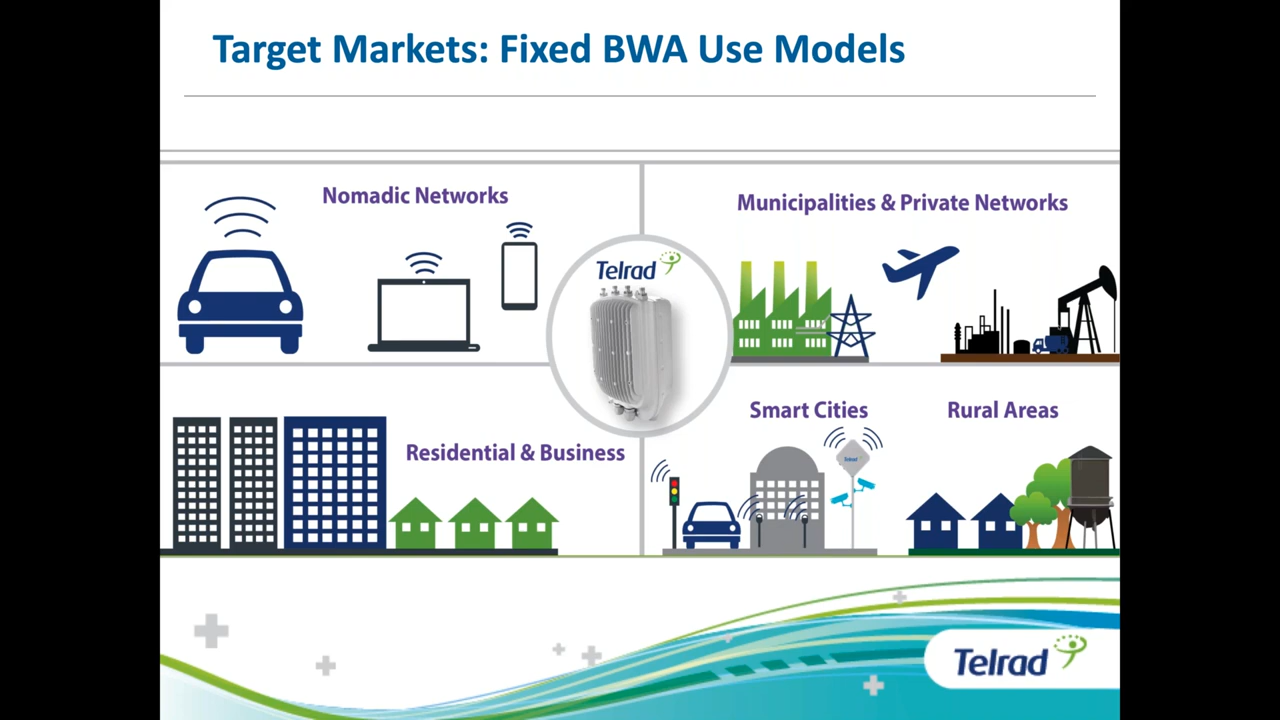 Target Markets: Fixed BWA Use Models
Nomadic Networks
Municipalities & Private Networks
Telrad
Residential & Business
Smart Cities
Rural Areas
Telrad
Telrad